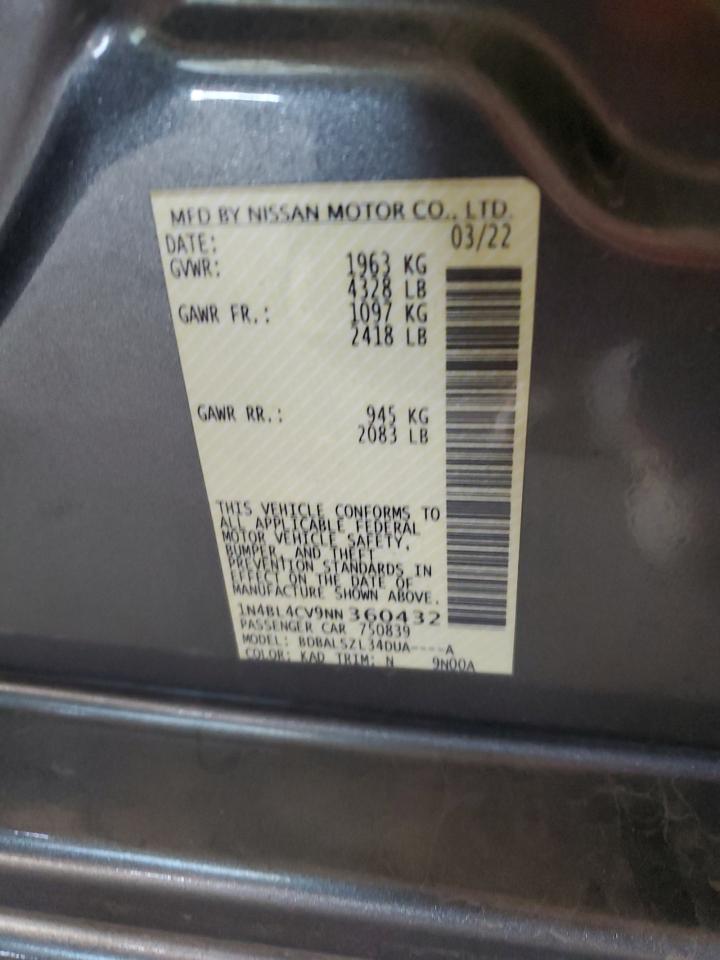 MFD BY NISSAN MOTOR CO., LTD.
DATE: 03/22
GVWR: 1963 KG
4328 LB
GAWR FR.: 1097 KG
2418 LB
GAWR RR.: 945 KG
2083 LB
THIS VEHICLE CONFORMS TO
ALL APPLICABLE FEDERAL
MOTOR VEHICLE SAFETY,
BUMPER, AND THEFT
PREVENTION STANDARDS IN
EFFECT ON THE DATE OF
MANUFACTURE SHOWN ABOVE.
1N4BL4CV9NN360432
PASSENGER CAR 750839
MODEL: BDBALSZL34DUA----A
COLOR: KAD TRIM: N 9N00A